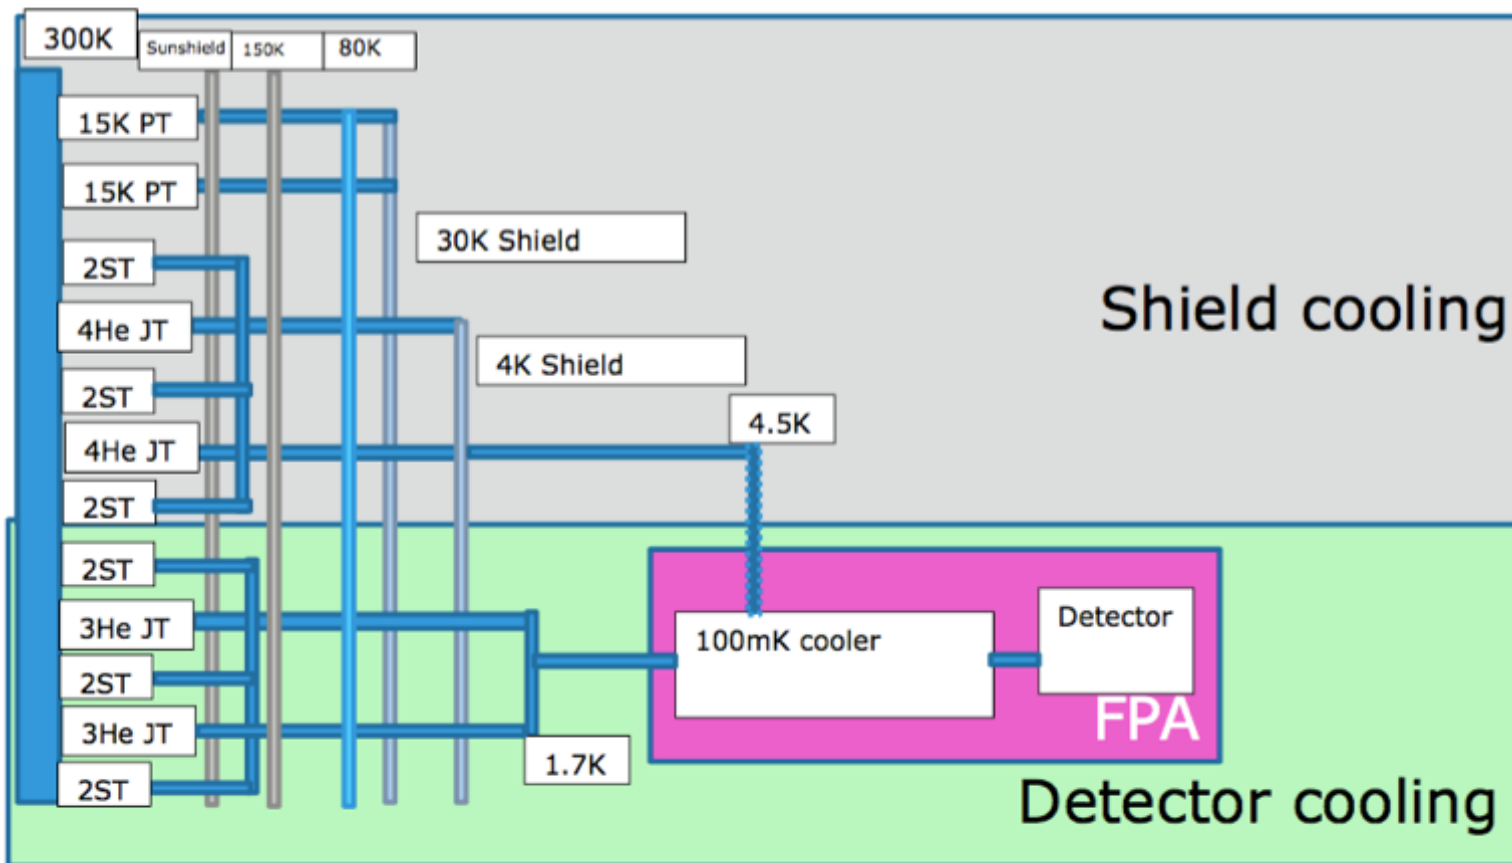 300K
Sunshield
150K
80K
15K PT
15K PT
30K Shield
2ST
Shield cooling
4He JT
4K Shield
2ST
4.5K
4He JT
2ST
2ST
3He JT
Detector
100mK cooler
2ST
FPA
3He JT
1.7K
2ST
Detector cooling